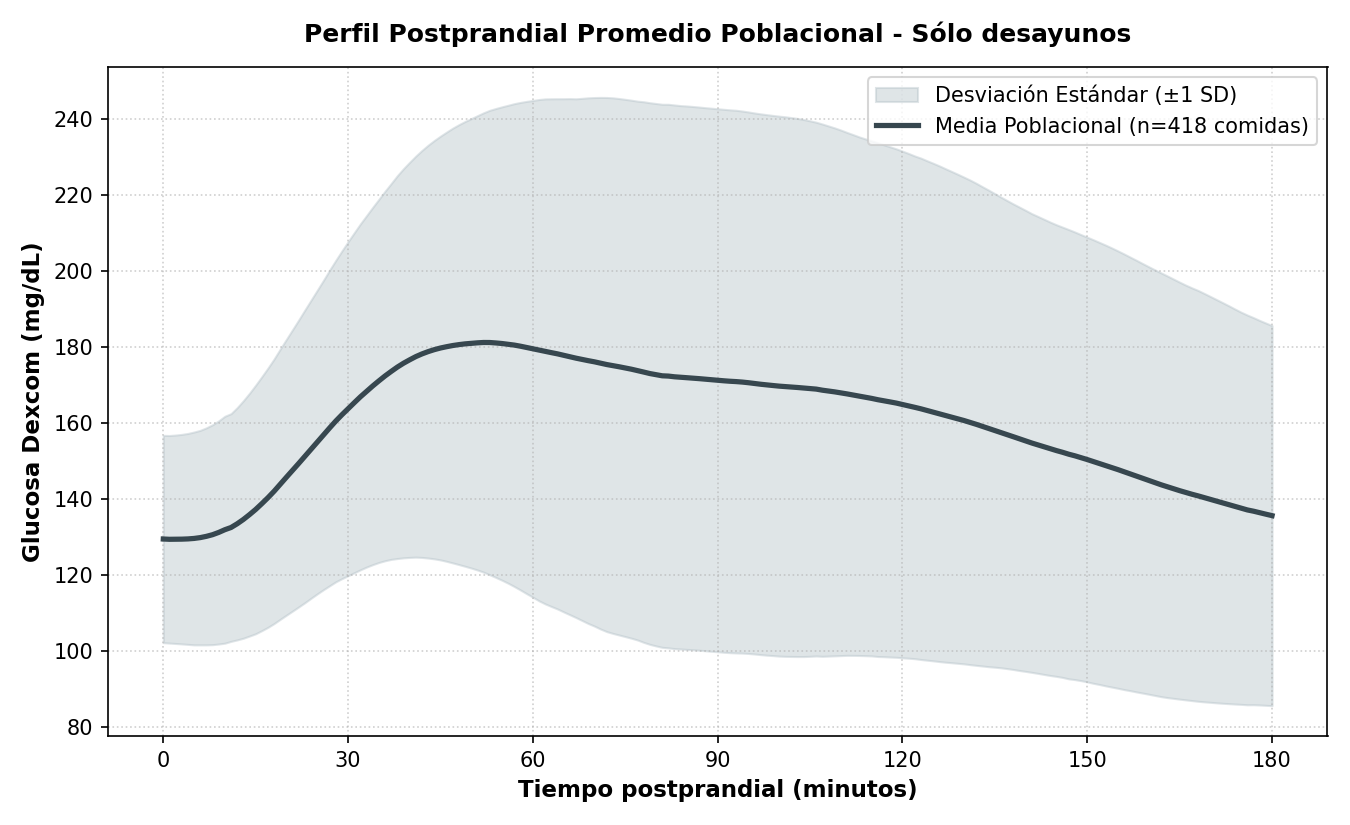 Perfil Postprandial Promedio Poblacional - Sólo desayunos
Desviación Estándar (±1 SD)
Media Poblacional (n=418 comidas)
Glucosa Dexcom (mg/dL)
240
220
200
180
160
140
120
100
80
0 30 60 90 120 150 180
Tiempo postprandial (minutos)